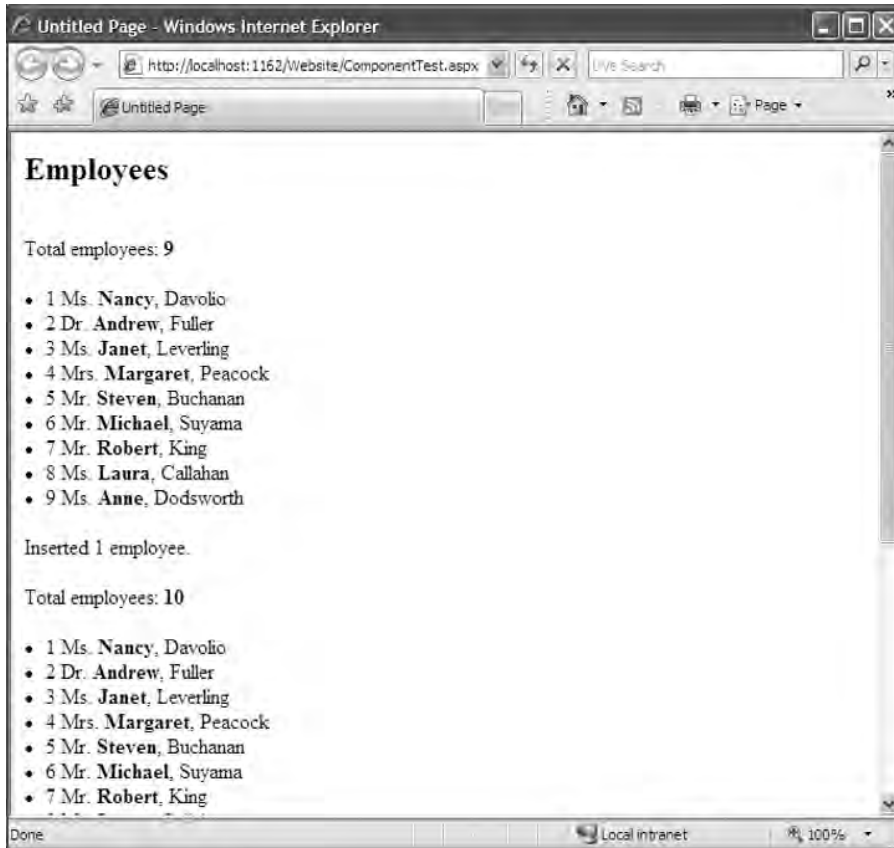 Untitled Page - Windows Internet Explorer
http://localhost:1162/Website/ComponentTest.aspx
Live Search
Untitled Page
Page
Employees
Total employees: 9
• 1 Ms. Nancy, Davolio
• 2 Dr. Andrew, Fuller
• 3 Ms. Janet, Leverling
• 4 Mrs. Margaret, Peacock
• 5 Mr. Steven, Buchanan
• 6 Mr. Michael, Suyama
• 7 Mr. Robert, King
• 8 Ms. Laura, Callahan
• 9 Ms. Anne, Dodsworth
Inserted 1 employee.
Total employees: 10
• 1 Ms. Nancy, Davolio
• 2 Dr. Andrew, Fuller
• 3 Ms. Janet, Leverling
• 4 Mrs. Margaret, Peacock
• 5 Mr. Steven, Buchanan
• 6 Mr. Michael, Suyama
• 7 Mr. Robert, King
Done
Local intranet
100%